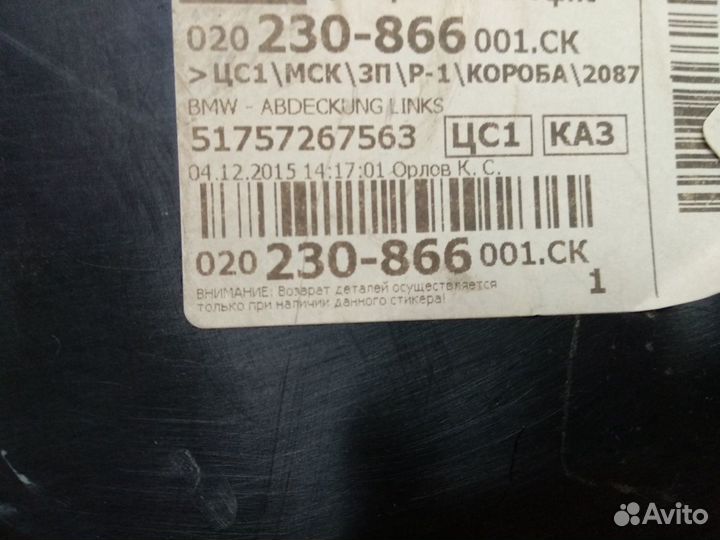 020 230-866 001.СК
>ЦС1\МСК\ЗП\Р-1\КОРОБА\2087
BMW - ABDECKUNG LINKS
51757267563 ЦС1 КАЗ
04.12.2015 14:17:01 Орлов К. С.
020 230-866 001.СК
1
ВНИМАНИЕ: Возврат деталей осуществляется
только при наличии данного стикера!
Avito